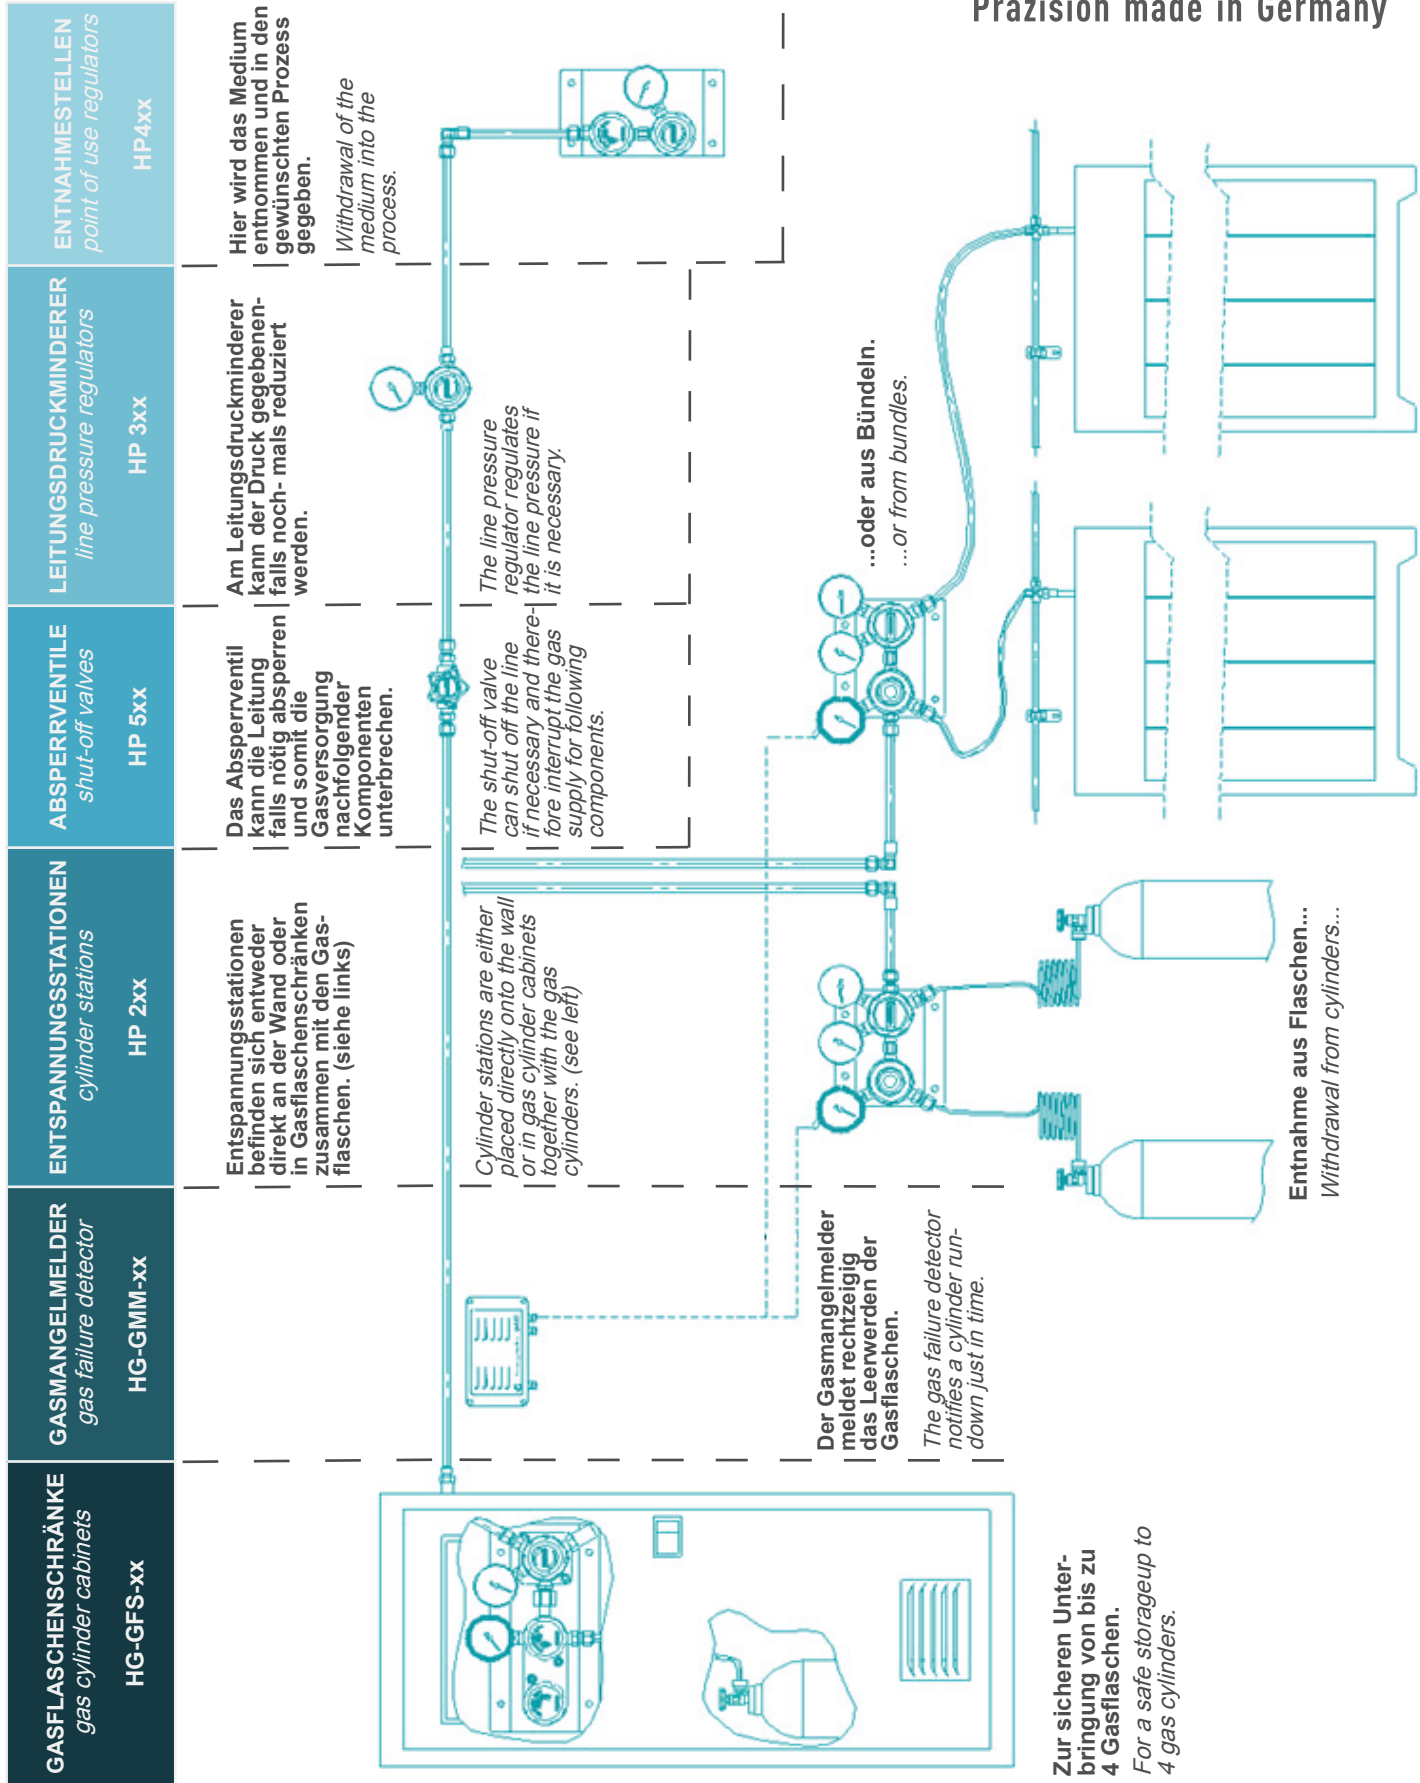 Präzision made in Germany
GASFLASCHENSCHRÄNKE
gas cylinder cabinets
HG-GFS-xx
GASMANGELMELDER
gas failure detector
HG-GMM-xx
ENTSPANNUNGSSTATIONEN
cylinder stations
HP 2xx
ABSPERRVENTILE
shut-off valves
HP 5xx
LEITUNGSDRUCKMINDERER
line pressure regulators
HP 3xx
ENTNAHMESTELLEN
point of use regulators
HP4xx
Zur sicheren Unter-
bringung von bis zu
4 Gasflaschen.
For a safe storageup to
4 gas cylinders.
Der Gasmangelmelder
meldet rechtzeigig
das Leerwerden der
Gasflaschen.
The gas failure detector
notifies a cylinder run-
down just in time.
Entspannungsstationen
befinden sich entweder
direkt an der Wand oder
in Gasflaschenschränken
zusammen mit den Gas-
flaschen. (siehe links)
Cylinder stations are either
placed directly onto the wall
or in gas cylinder cabinets
together with the gas
cylinders. (see left)
Entnahme aus Flaschen...
Withdrawal from cylinders...
Das Absperrventil
kann die Leitung
falls nötig absperren
und somit die
Gasversorgung
nachfolgender
Komponenten
unterbrechen.
The shut-off valve
can shut off the line
if necessary and there-
fore interrupt the gas
supply for following
components.
Am Leitungsdruckminderer
kann der Druck gegebenen-
falls noch- mals reduziert
werden.
The line pressure
regulator regulates
the line pressure if
it is necessary.
...oder aus Bündeln.
...or from bundles.
Hier wird das Medium
entnommen und in den
gewünschten Prozess
gegeben.
Withdrawal of the
medium into the
process.